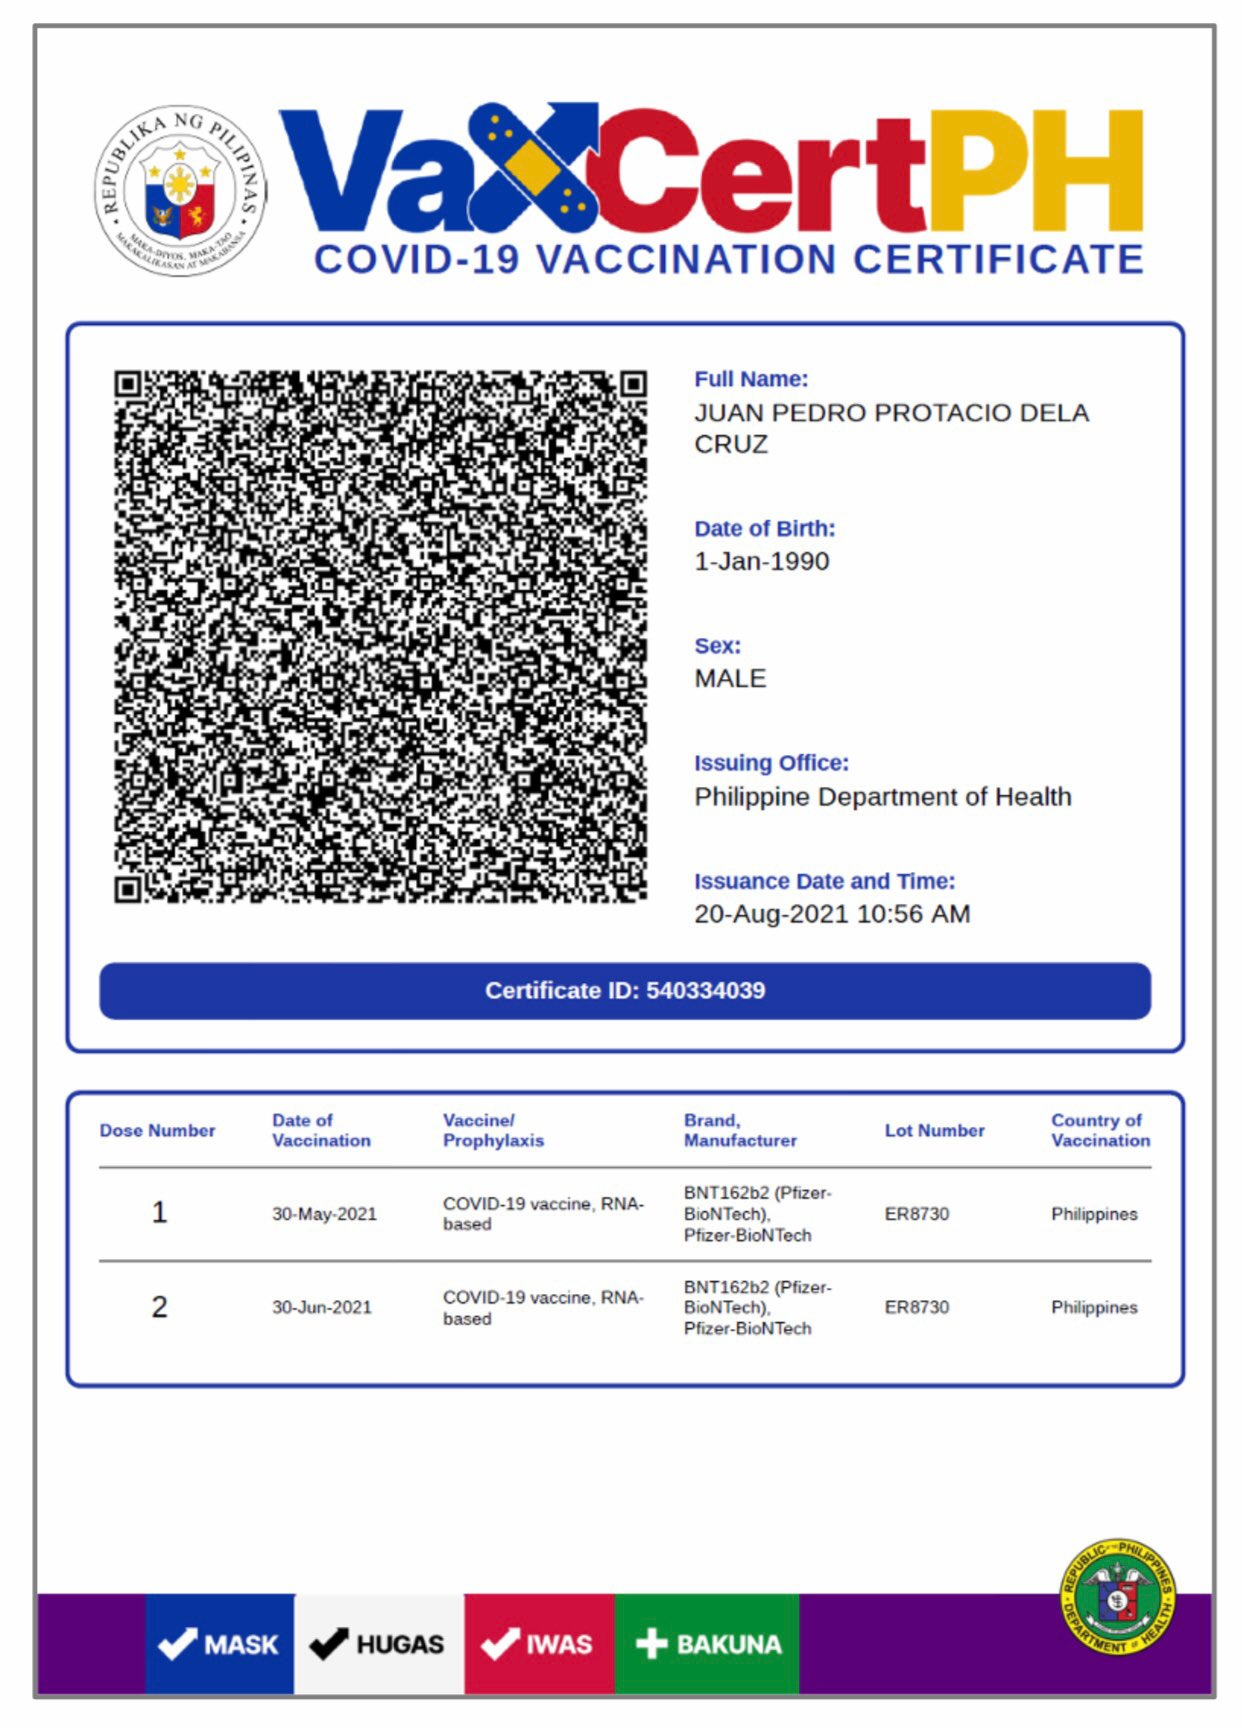 REPUBLIKA NG PILIPINAS
MAKA-DIYOS, MAKA-TAO
MAKAKALIKASAN AT MAKABANSA
VaxCertPH
COVID-19 VACCINATION CERTIFICATE
Full Name:
JUAN PEDRO PROTACIO DELA
CRUZ
Date of Birth:
1-Jan-1990
Sex:
MALE
Issuing Office:
Philippine Department of Health
Issuance Date and Time:
20-Aug-2021 10:56 AM
Certificate ID: 540334039
Dose Number
Date of
Vaccination
Vaccine/
Prophylaxis
Brand,
Manufacturer
Lot Number
Country of
Vaccination
1
30-May-2021
COVID-19 vaccine, RNA-
based
BNT162b2 (Pfizer-
BioNTech),
Pfizer-BioNTech
ER8730
Philippines
2
30-Jun-2021
COVID-19 vaccine, RNA-
based
BNT162b2 (Pfizer-
BioNTech),
Pfizer-BioNTech
ER8730
Philippines
MASK
HUGAS
IWAS
BAKUNA
REPUBLIC OF THE PHILIPPINES
DEPARTMENT OF HEALTH